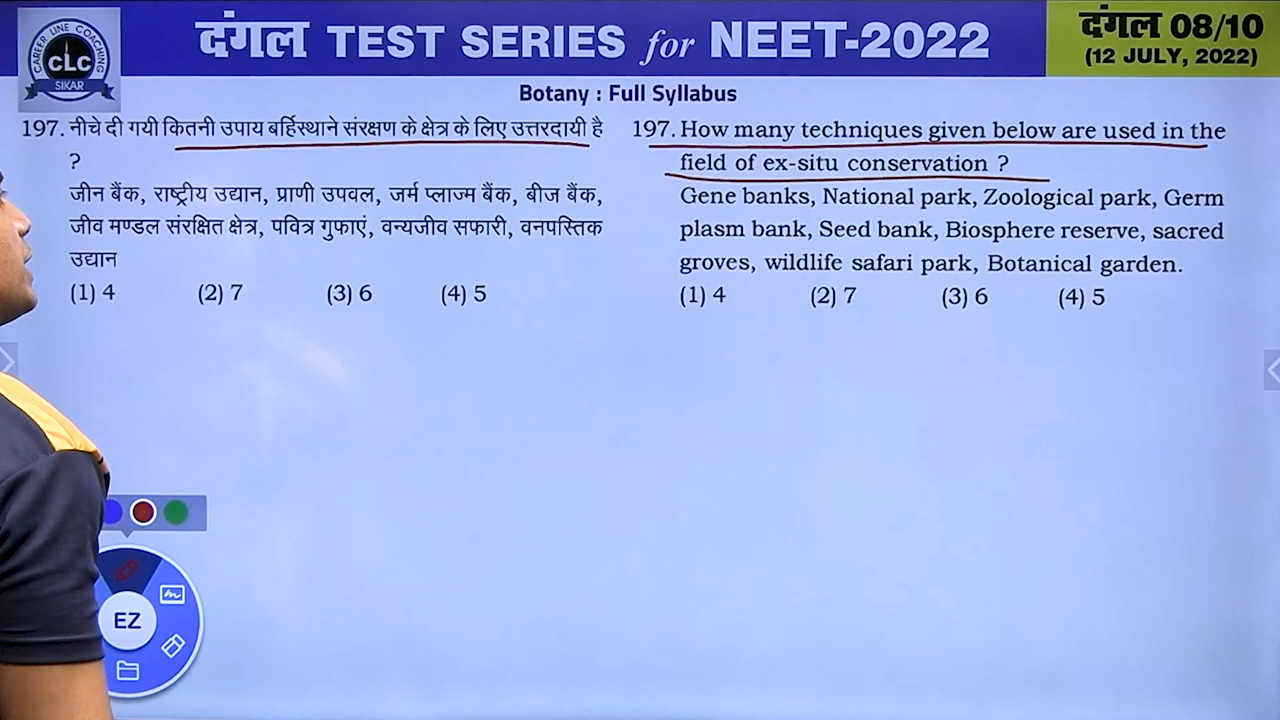 CAREER LINE COACHING
CLC
SIKAR
दंगल TEST SERIES for NEET-2022
दंगल 08/10
(12 JULY, 2022)
Botany : Full Syllabus
197. नीचे दी गयी कितनी उपाय बर्हिस्थाने संरक्षण के क्षेत्र के लिए उत्तरदायी है
?
जीन बैंक, राष्ट्रीय उद्यान, प्राणी उपवल, जर्म प्लाज्म बैंक, बीज बैंक,
जीव मण्डल संरक्षित क्षेत्र, पवित्र गुफाएं, वन्यजीव सफारी, वनपस्तिक
उद्यान
(1) 4 (2) 7 (3) 6 (4) 5
197. How many techniques given below are used in the
field of ex-situ conservation ?
Gene banks, National park, Zoological park, Germ
plasm bank, Seed bank, Biosphere reserve, sacred
groves, wildlife safari park, Botanical garden.
(1) 4 (2) 7 (3) 6 (4) 5
EZ